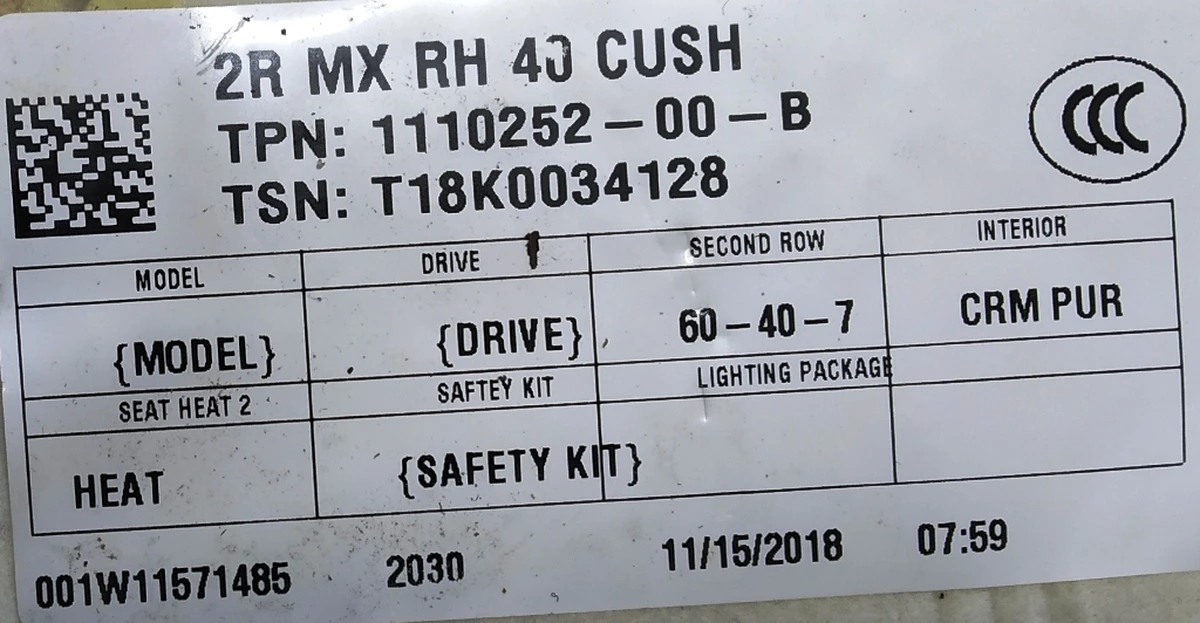 2R MX RH 40 CUSH
TPN: 1110252-00-B
TSN: T18K0034128
CCC
MODEL DRIVE SECOND ROW INTERIOR
{MODEL} {DRIVE} 60-40-7 CRM PUR
SEAT HEAT 2 SAFTEY KIT LIGHTING PACKAGE
HEAT {SAFETY KIT}
001W11571485 2030 11/15/2018 07:59